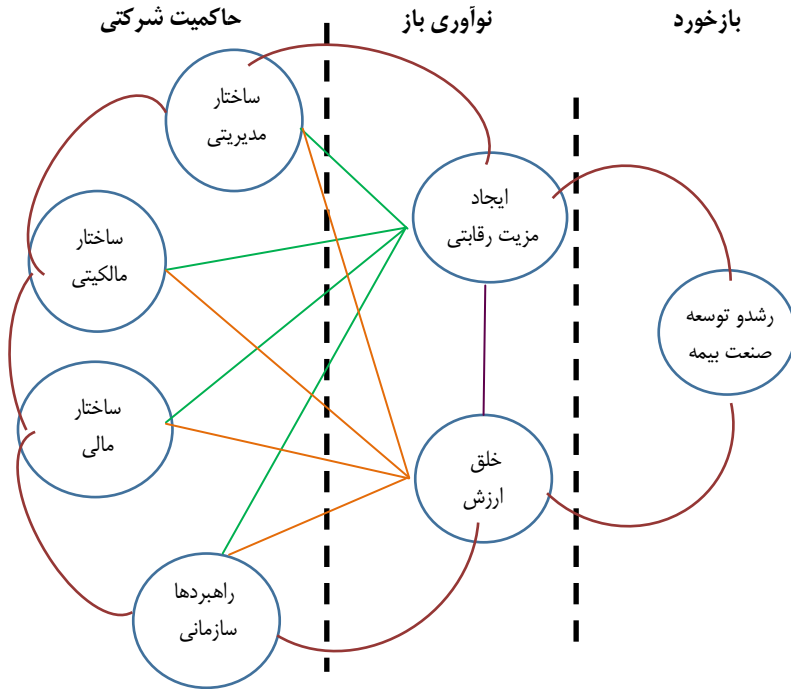 حاکمیت شرکتی
نوآوری باز
بازخورد
ساختار
مدیریتی
ساختار
مالکیتی
ساختار
مالی
راهبردها
سازمانی
ایجاد
مزیت رقابتی
خلق
ارزش
رشدو توسعه
صنعت بیمه